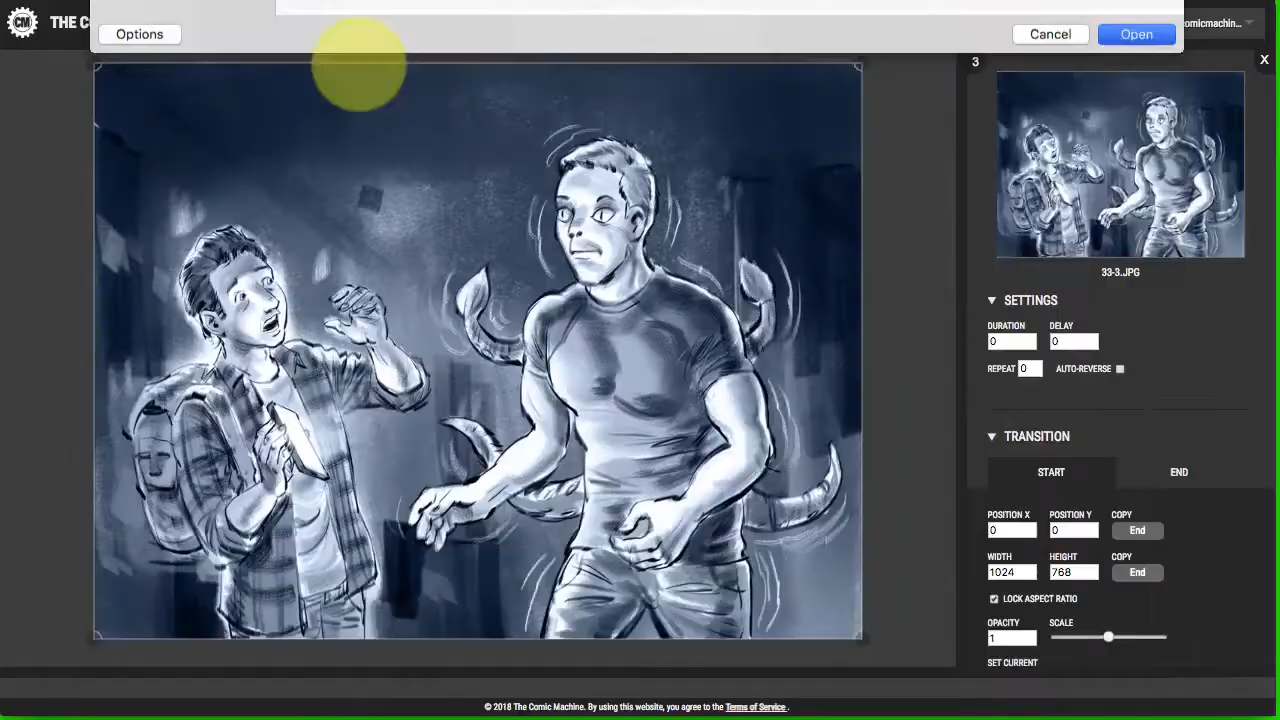 CM THE CO
Options
Cancel
Open
omicmachin...
3
X
33-3.JPG
SETTINGS
DURATION DELAY
0 0
REPEAT 0 AUTO-REVERSE
TRANSITION
START END
POSITION X POSITION Y COPY
0 0 End
WIDTH HEIGHT COPY
1024 768 End
LOCK ASPECT RATIO
OPACITY SCALE
1
SET CURRENT
© 2018 The Comic Machine. By using this website, you agree to the Terms of Service .